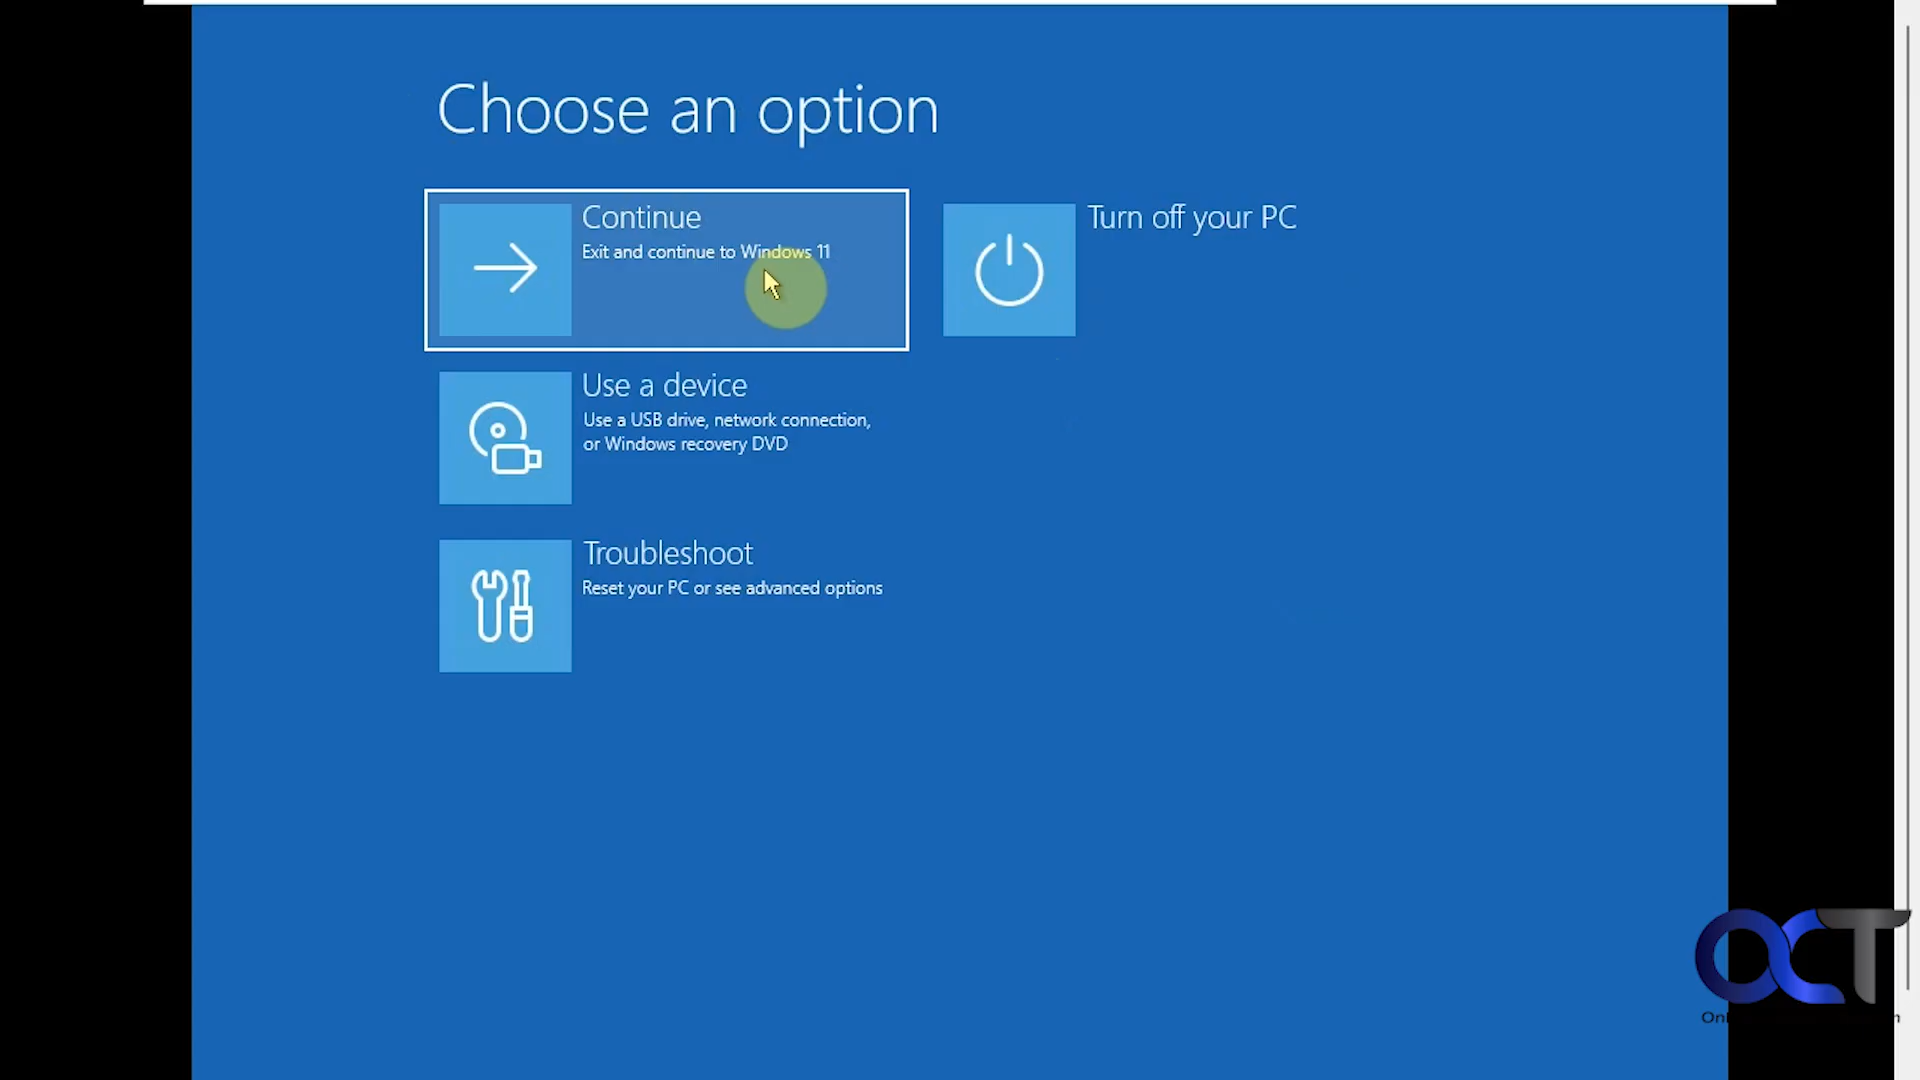 Choose an option
Continue
Exit and continue to Windows 11
Turn off your PC
Use a device
Use a USB drive, network connection,
or Windows recovery DVD
Troubleshoot
Reset your PC or see advanced options
OCT